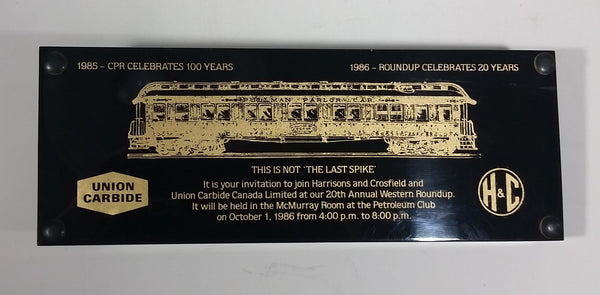 1985 – CPR CELEBRATES 100 YEARS
1986 – ROUNDUP CELEBRATES 20 YEARS
PULLMAN PARLOR CAR
THIS IS NOT 'THE LAST SPIKE'
It is your invitation to join Harrisons and Crosfield and
Union Carbide Canada Limited at our 20th Annual Western Roundup.
It will be held in the McMurray Room at the Petroleum Club
on October 1, 1986 from 4:00 p.m. to 8:00 p.m.
UNION
CARBIDE
H&C